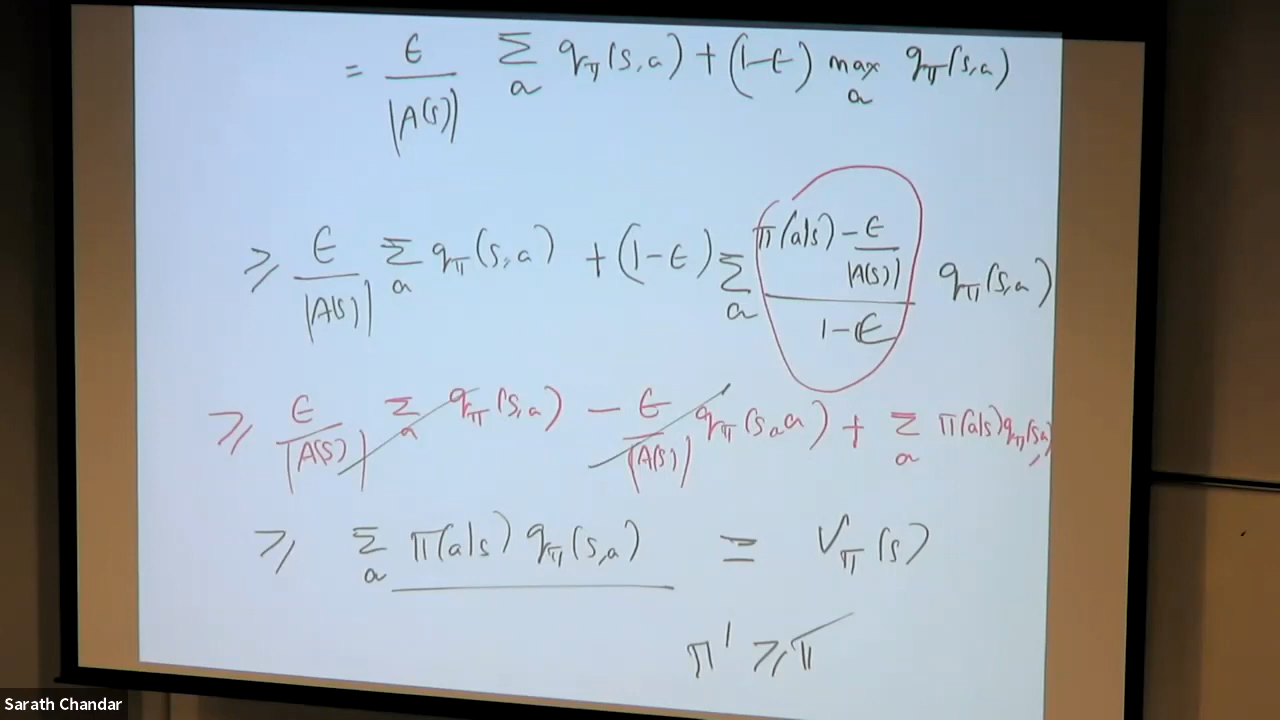 = ϵ/|A(s)| Σ_a q_π(s,a) + (1-ϵ) max_a q_π(s,a)
≥ ϵ/|A(s)| Σ_a q_π(s,a) + (1-ϵ) Σ_a (π(a|s) - ϵ/|A(s)|)/(1-ϵ) q_π(s,a)
≥ ϵ/|A(s)| Σ_a q_π(s,a) - ϵ/|A(s)| q_π(s,a) + Σ_a π(a|s) q_π(s,a)
≥ Σ_a π(a|s) q_π(s,a) = V_π(s)
π' ≥ π
Sarath Chandar